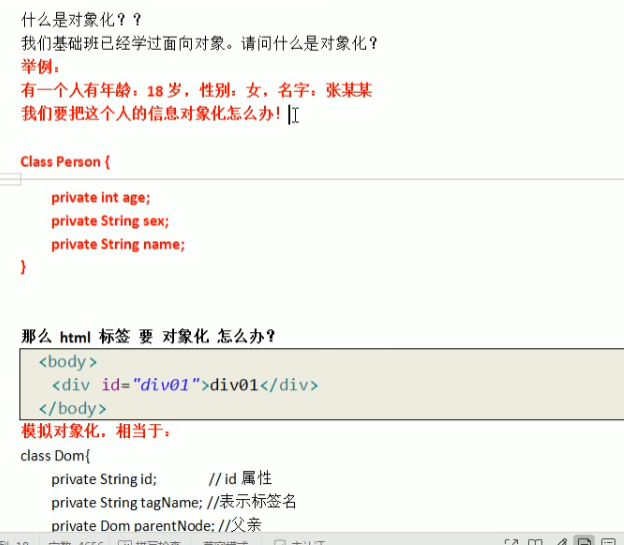 什么是对象化？？
我们基础班已经学过面向对象。请问什么是对象化？
举例：
有一个人有年龄：18 岁，性别：女，名字：张某某
我们要把这个人的信息对象化怎么办！
Class Person {
private int age;
private String sex;
private String name;
}
那么 html 标签 要 对象化 怎么办？
<body>
<div id="div01">div01</div>
</body>
模拟对象化，相当于：
class Dom{
private String id; // id 属性
private String tagName; //表示标签名
private Dom parentNode; //父亲